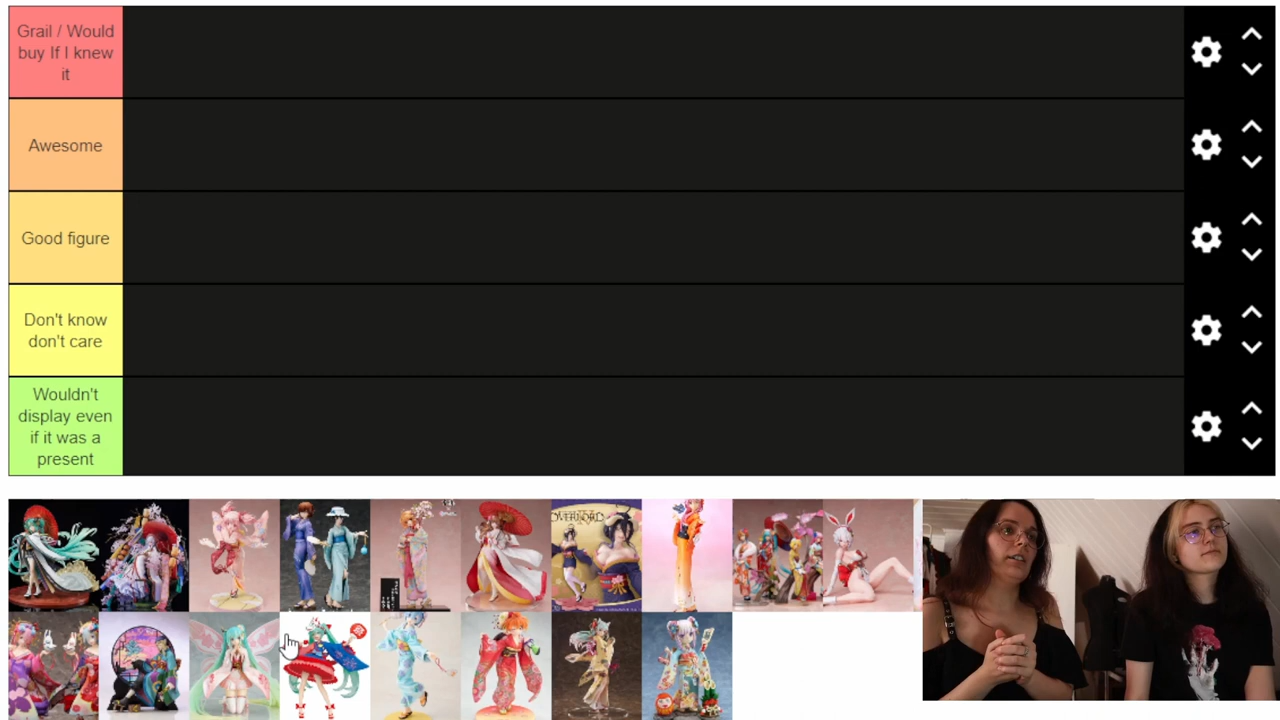 Grail / Would
buy If I knew
it
Awesome
Good figure
Don't know
don't care
Wouldn't
display even
if it was a
present
OVERLORD